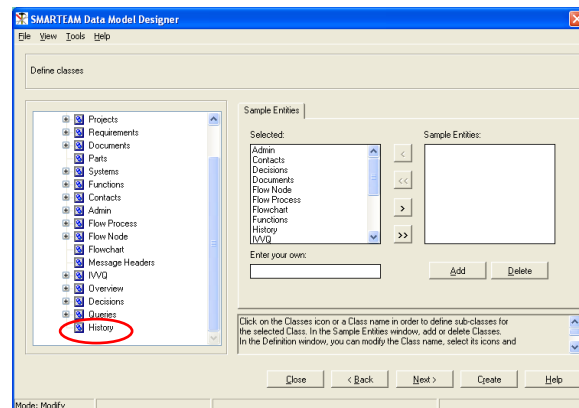 SMARTEAM Data Model Designer
File View Tools Help
Define classes
Projects
Requirements
Documents
Parts
Systems
Functions
Contacts
Admin
Flow Process
Flow Node
Flowchart
Message Headers
IVVQ
Overview
Decisions
Queries
History
Sample Entities
Selected:
Sample Entities:
Admin
Contacts
Decisions
Documents
Flow Node
Flow Process
Flowchart
Functions
History
IVVQ
<
<<
>
>>
Enter your own:
Add Delete
Click on the Classes icon or a Class name in order to define sub-classes for
the selected Class. In the Sample Entities window, add or delete Classes.
In the Definition window, you can modify the Class name, select its icons and
Close < Back Next > Create Help
Mode: Modify